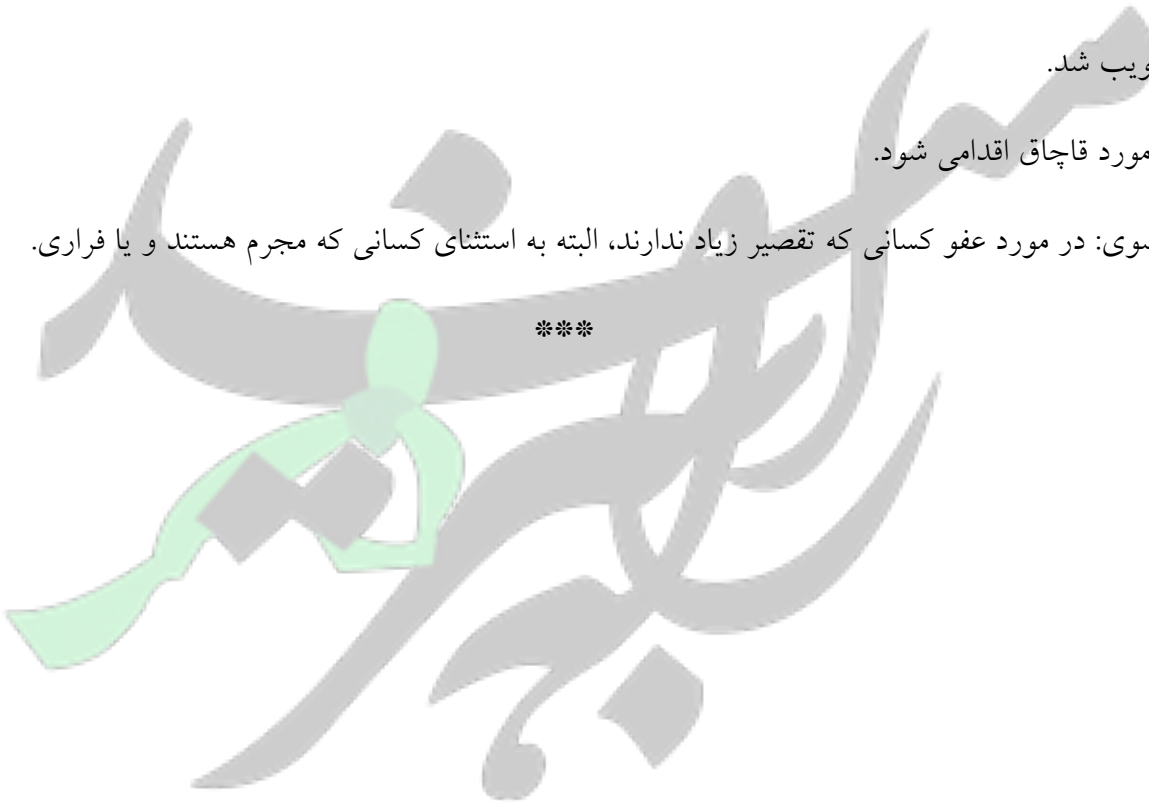 ویب شد.
مورد قاچاق اقدامی شود.
سوی: در مورد عفو کسانی که تقصیر زیاد ندارند، البته به استثنای کسانی که مجرم هستند و یا فراری.
***